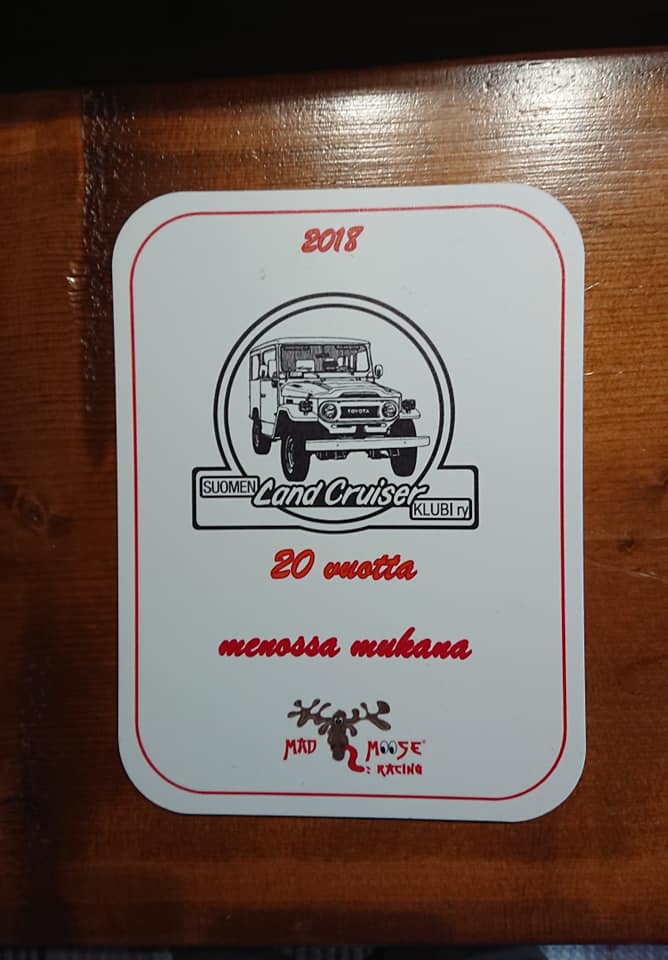 2018
TOYOTA
SUOMEN Land Cruiser KLUBI ry
20 vuotta
menossa mukana
MAD MOOSE®
: RACING